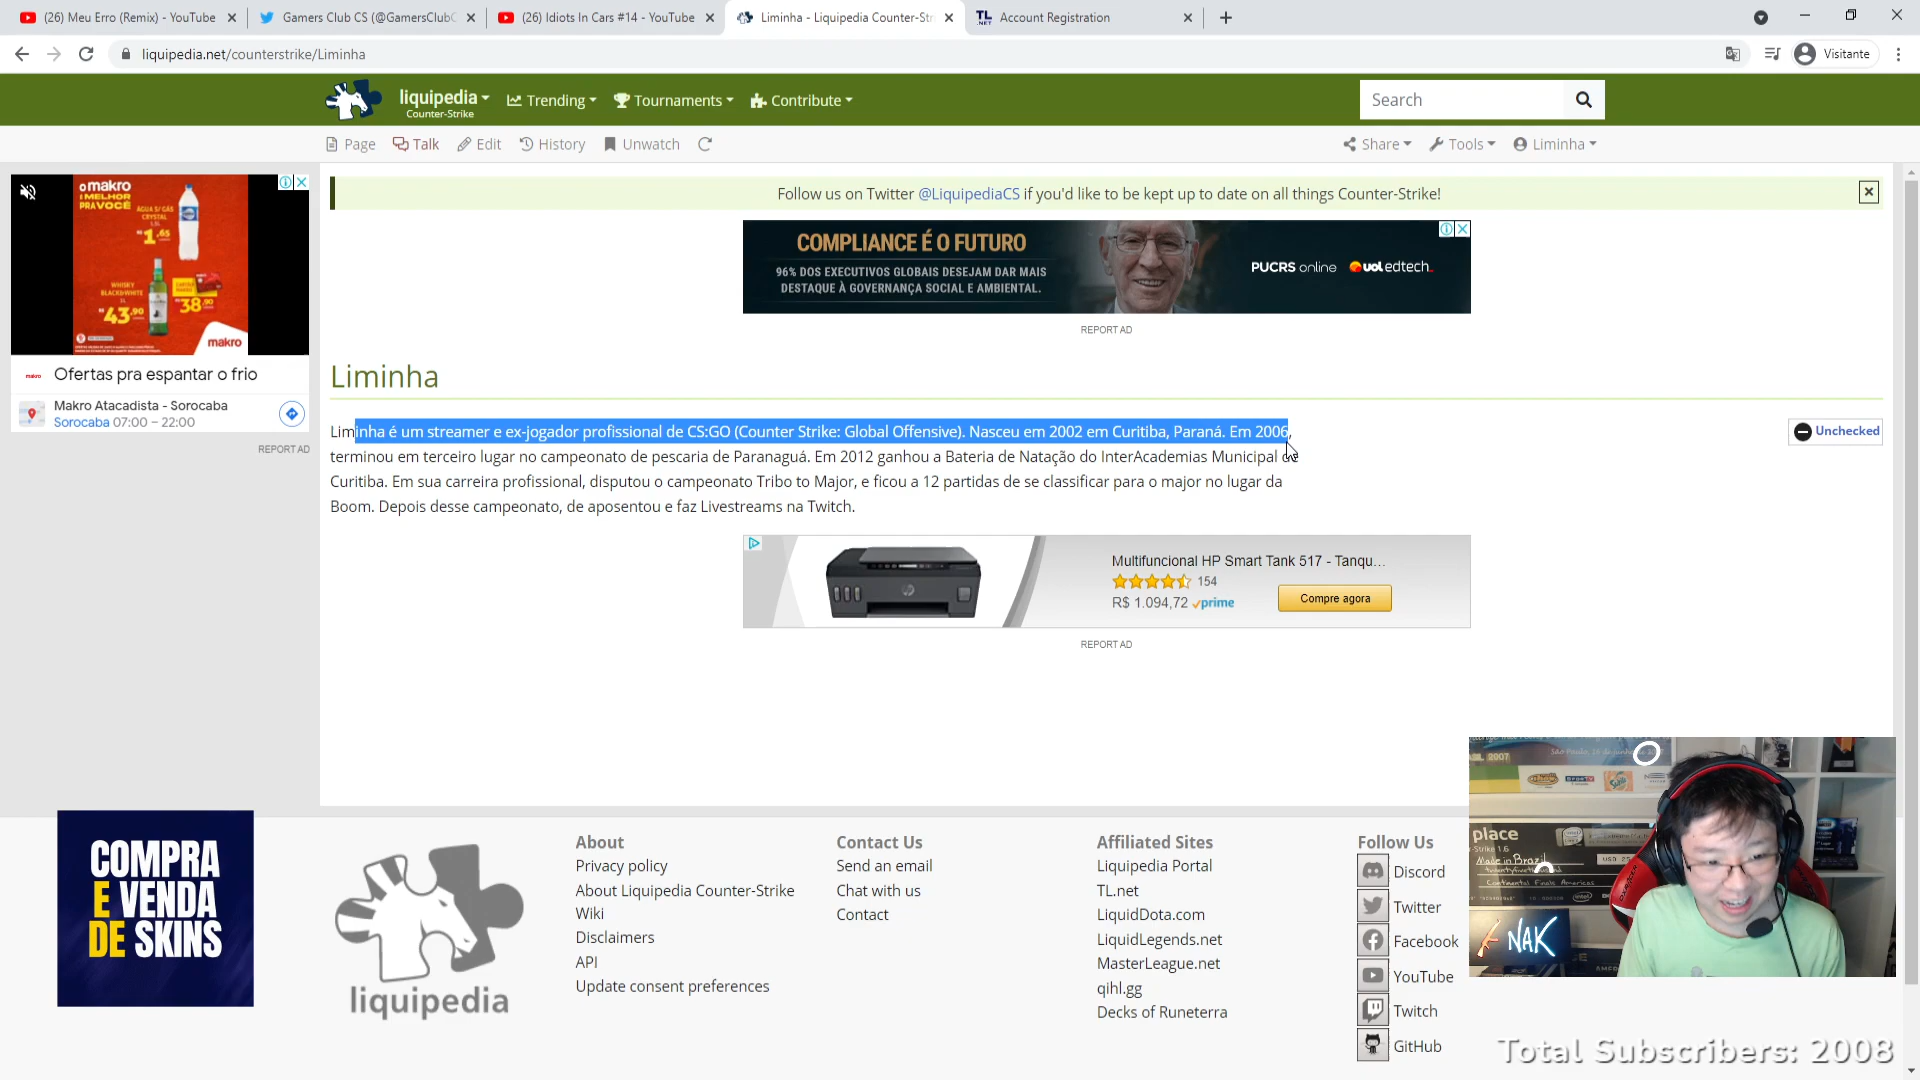 (26) Meu Erro (Remix) - YouTube
Gamers Club CS (@GamersClubC
(26) Idiots In Cars #14 - YouTube
Liminha - Liquipedia Counter-Str
TL .NET Account Registration
liquipedia.net/counterstrike/Liminha
Visitante
liquipedia Counter-Strike
Trending
Tournaments
Contribute
Search
Page
Talk
Edit
History
Unwatch
Share
Tools
Liminha
Follow us on Twitter @LiquipediaCS if you'd like to be kept up to date on all things Counter-Strike!
makro
MELHOR
PRA VOCÊ
ÁGUA S/ GÁS
CRYSTAL
1,65
WHISKY
BLACK&WHITE
43,90
38,90
makro
Ofertas pra espantar o frio
Makro Atacadista - Sorocaba
Sorocaba 07:00 – 22:00
REPORT AD
COMPLIANCE É O FUTURO
96% DOS EXECUTIVOS GLOBAIS DESEJAM DAR MAIS
DESTAQUE À GOVERNANÇA SOCIAL E AMBIENTAL.
PUCRS online
uol edtech_
REPORT AD
Liminha
Liminha é um streamer e ex-jogador profissional de CS:GO (Counter Strike: Global Offensive). Nasceu em 2002 em Curitiba, Paraná. Em 2006,
terminou em terceiro lugar no campeonato de pescaria de Paranaguá. Em 2012 ganhou a Bateria de Natação do InterAcademias Municipal de
Curitiba. Em sua carreira profissional, disputou o campeonato Tribo to Major, e ficou a 12 partidas de se classificar para o major no lugar da
Boom. Depois desse campeonato, de aposentou e faz Livestreams na Twitch.
Unchecked
Multifuncional HP Smart Tank 517 - Tanqu...
154
R$ 1.094,72 prime
Compre agora
REPORT AD
COMPRA
E VENDA
DE SKINS
liquipedia
About
Privacy policy
About Liquipedia Counter-Strike
Wiki
Disclaimers
API
Update consent preferences
Contact Us
Send an email
Chat with us
Contact
Affiliated Sites
Liquipedia Portal
TL.net
LiquidDota.com
LiquidLegends.net
MasterLeague.net
qihl.gg
Decks of Runeterra
Follow Us
Discord
Twitter
Facebook
YouTube
Twitch
GitHub
2007
place
Made in Brazil
NAK
Total Subscribers: 2008